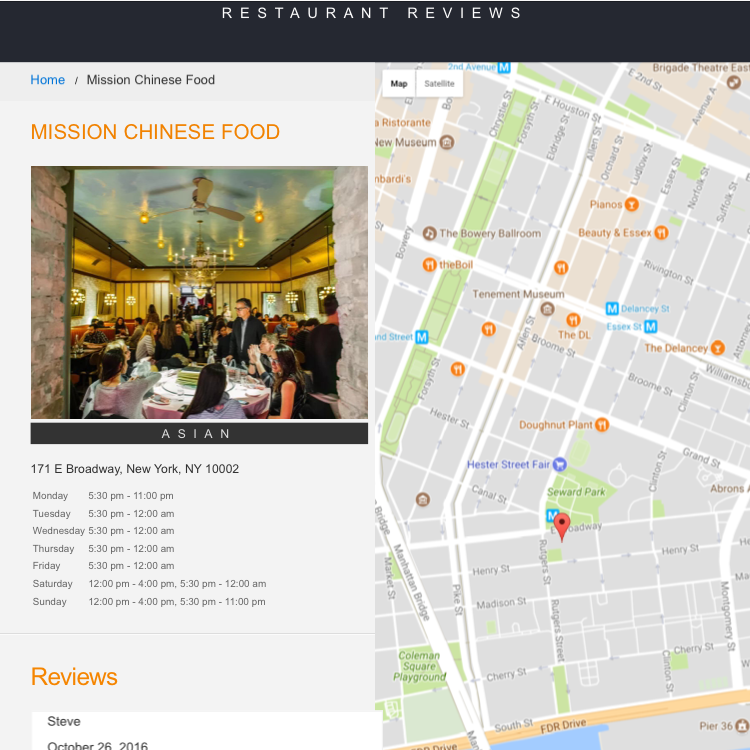 RESTAURANT REVIEWS
Home / Mission Chinese Food
MISSION CHINESE FOOD
ASIAN
171 E Broadway, New York, NY 10002
Monday 5:30 pm - 11:00 pm
Tuesday 5:30 pm - 12:00 am
Wednesday 5:30 pm - 12:00 am
Thursday 5:30 pm - 12:00 am
Friday 5:30 pm - 12:00 am
Saturday 12:00 pm - 4:00 pm, 5:30 pm - 12:00 am
Sunday 12:00 pm - 4:00 pm, 5:30 pm - 11:00 pm
Reviews
Steve
October 26, 2016
Map Satellite
2nd Avenue M
Brigade Theatre East
E 2nd St
Avenue A
E Houston St
Chrystie St
Forsyth St
Eldridge St
Allen St
Orchard St
Ludlow St
Essex St
Norfolk St
Suffolk St
a Ristorante
New Museum
mbardi's
Pianos
Bowery
The Bowery Ballroom
Beauty & Essex
theBoil
Rivington St
Tenement Museum
M Delancey St
Essex St M
nd Street M
Allen St
The DL
Broome St
The Delancey
Forsyth St
Broome St
Williamsbu
Clinton St
Hester St
Doughnut Plant
Grand St
Hester Street Fair
Canal St
Seward Park
Clinton St
Abrons A
M
E Broadway
Bridge
Manhattan Bridge
Market St
Rutgers St
Henry St
Henry St
Pike St
Madison St
Rutgers Street
Montgomery St
Coleman
Square
Playground
Cherry St
Cherry St
Clinton St
South St
FDR Drive
Pier 36
DR Drive